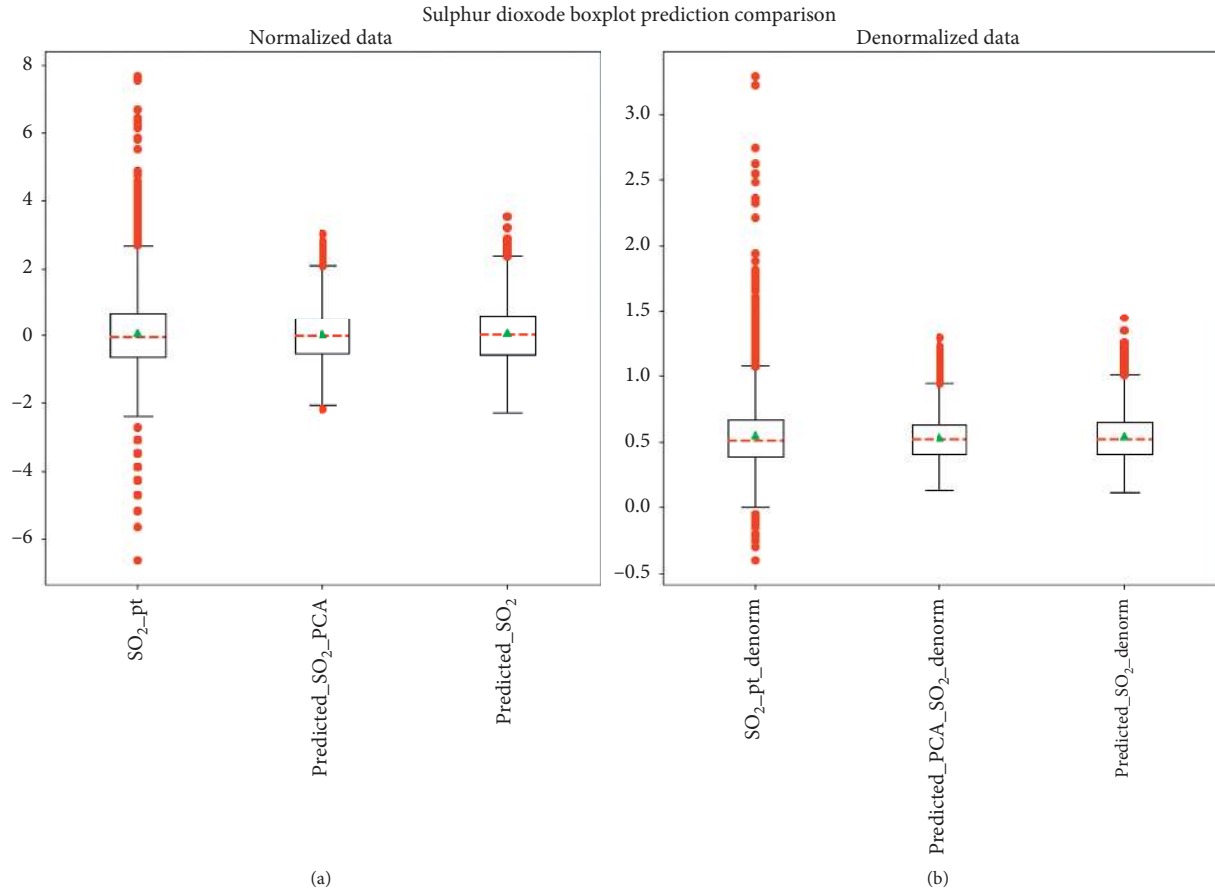 Sulphur dioxode boxplot prediction comparison
Normalized data
8
6
4
2
0
−2
−4
−6
SO₂_pt
Predicted_SO₂_PCA
Predicted_SO₂
(a)
Denormalized data
3.0
2.5
2.0
1.5
1.0
0.5
0.0
−0.5
SO₂_pt_denorm
Predicted_PCA_SO₂_denorm
Predicted_SO₂_denorm
(b)